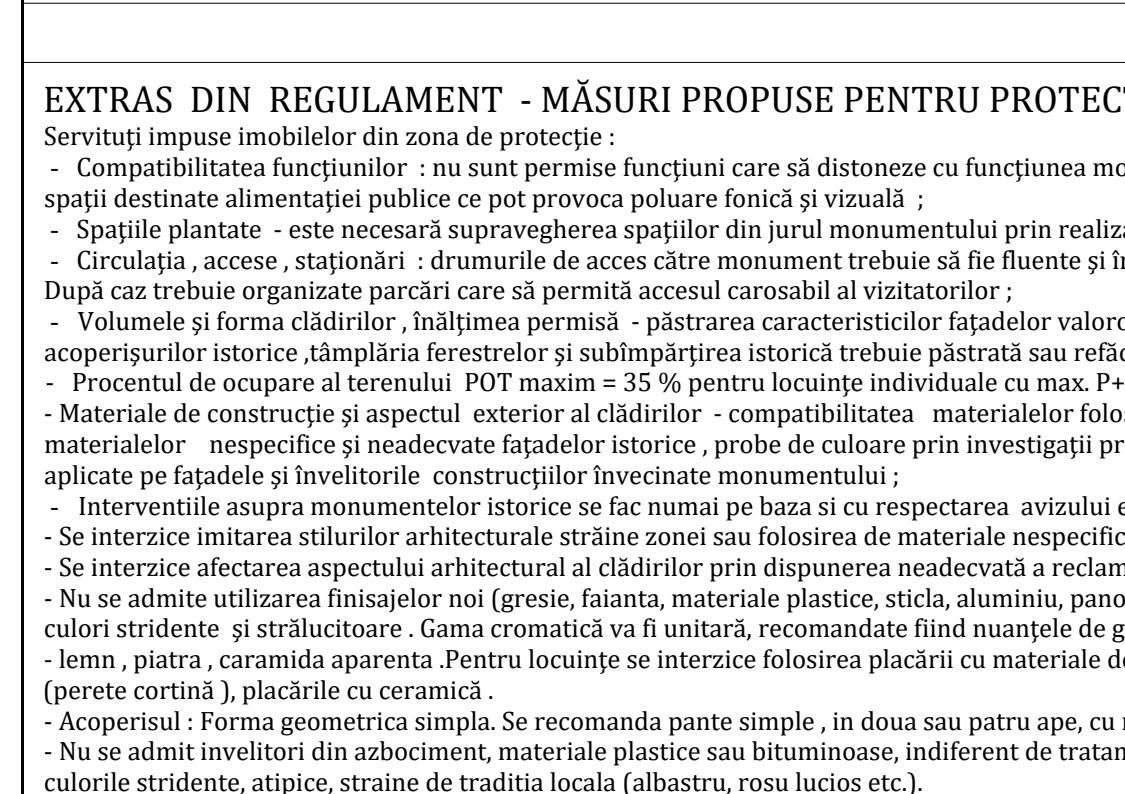 EXTRAS DIN REGULAMENT - MĂSURI PROPUSE PENTRU PROTEC
Servituţi impuse imobilelor din zona de protecţie :
- Compatibilitatea funcţiunilor : nu sunt permise funcţiuni care să distoneze cu funcţiunea
spaţii destinate alimentaţiei publice ce pot provoca poluare fonică şi vizuală ;
- Spaţiile plantate - este necesară supravegherea spaţiilor din jurul monumentului prin
- Circulaţia , accese , staţionări : drumurile de acces către monument trebuie să fie fluente şi
După caz trebuie organizate parcări care să permită accesul carosabil al vizitatorilor ;
- Volumele şi forma clădirilor , înălţimea permisă - păstrarea caracteristicilor faţadelor
acoperişurilor istorice ,tâmplăria ferestrelor şi subîmpărţirea istorică trebuie păstrată sau
- Procentul de ocupare al terenului POT maxim = 35 % pentru locuinţe individuale cu max. P+
- Materiale de construcţie şi aspectul exterior al clădirilor - compatibilitatea materialelor
materialelor nespecifice şi neadecvate faţadelor istorice , probe de culoare prin investigaţii
aplicate pe faţadele şi învelitorile construcţiilor învecinate monumentului ;
- Interventiile asupra monumentelor istorice se fac numai pe baza si cu respectarea avizului
- Se interzice imitarea stilurilor arhitecturale străine zonei sau folosirea de materiale
- Se interzice afectarea aspectului arhitectural al clădirilor prin dispunerea neadecvată a
- Nu se admite utilizarea finisajelor noi (gresie, faianta, materiale plastice, sticla, aluminiu,
culori stridente şi strălucitoare . Gama cromatică va fi unitară, recomandate fiind nuanţele de
- lemn , piatra , caramida aparenta .Pentru locuinţe se interzice folosirea placării cu materiale
(perete cortină ), placările cu ceramică .
- Acoperisul : Forma geometrica simpla. Se recomanda pante simple , in doua sau patru ape, cu
- Nu se admit invelitori din azbociment, materiale plastice sau bituminoase, indiferent de
culorile stridente, atipice, straine de traditia locala (albastru, rosu lucios etc.).